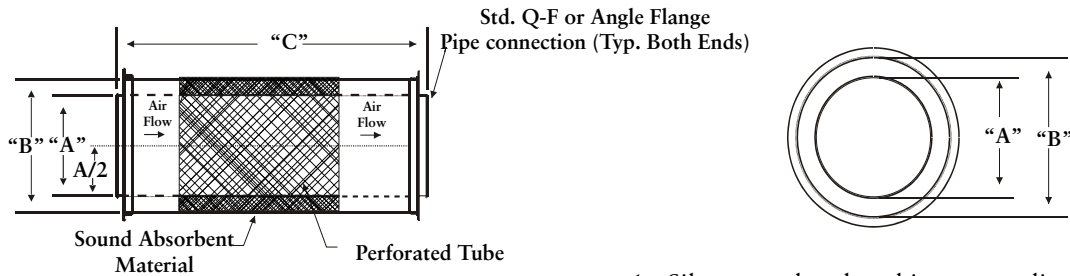 Std. Q-F or Angle Flange
Pipe connection (Typ. Both Ends)
“C”
Air
Flow
Air
Flow
“B”
“A”
A/2
“A”
“B”
Sound Absorbent
Material
Perforated Tube